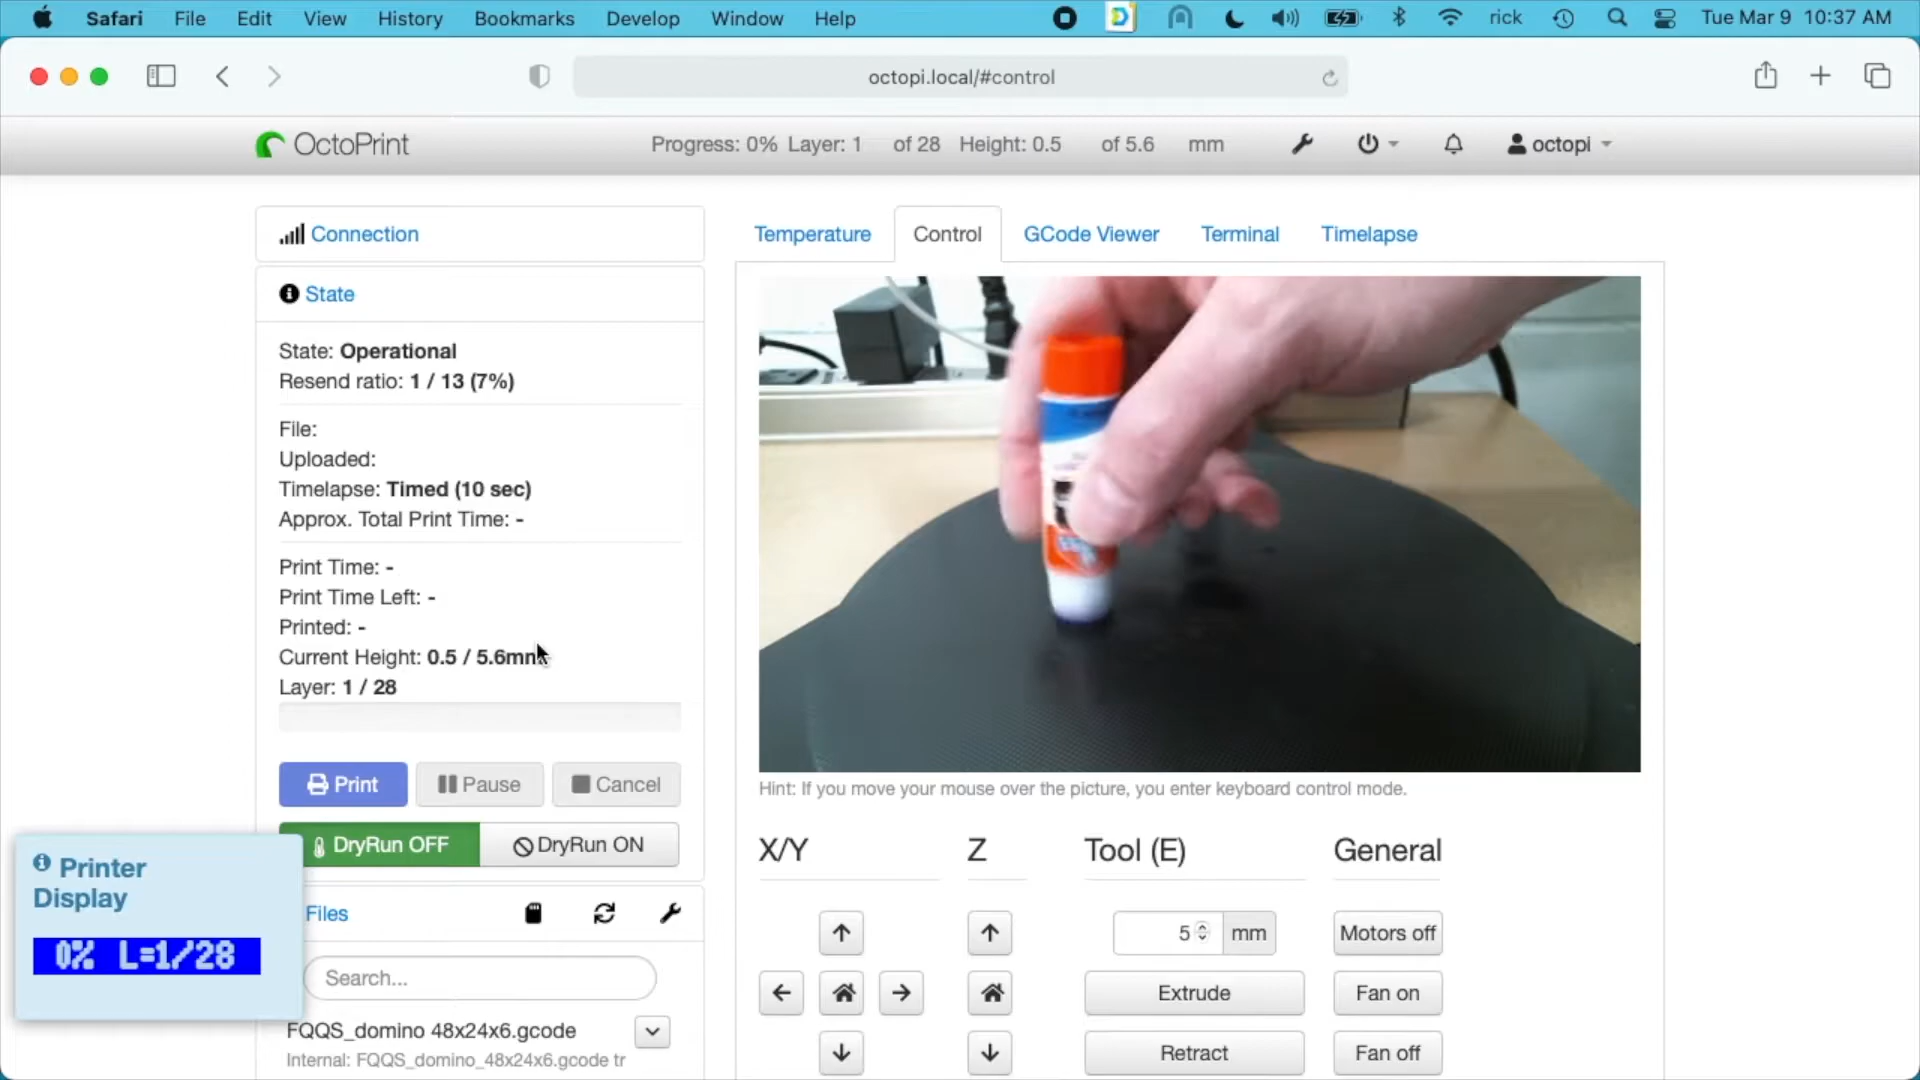 Safari File Edit View History Bookmarks Develop Window Help rick Tue Mar 9 10:37 AM
octopi.local/#control
OctoPrint Progress: 0% Layer: 1 of 28 Height: 0.5 of 5.6 mm octopi
Connection
State
State: Operational
Resend ratio: 1 / 13 (7%)
File:
Uploaded:
Timelapse: Timed (10 sec)
Approx. Total Print Time: -
Print Time: -
Print Time Left: -
Printed: -
Current Height: 0.5 / 5.6mm
Layer: 1 / 28
Print Pause Cancel
DryRun OFF DryRun ON
Printer
Display
0% L=1/28
Files
Search...
FQQS_domino 48x24x6.gcode
Internal: FQQS_domino_48x24x6.gcode tr
Temperature Control GCode Viewer Terminal Timelapse
Hint: If you move your mouse over the picture, you enter keyboard control mode.
X/Y Z Tool (E) General
5 mm Motors off
Extrude Fan on
Retract Fan off